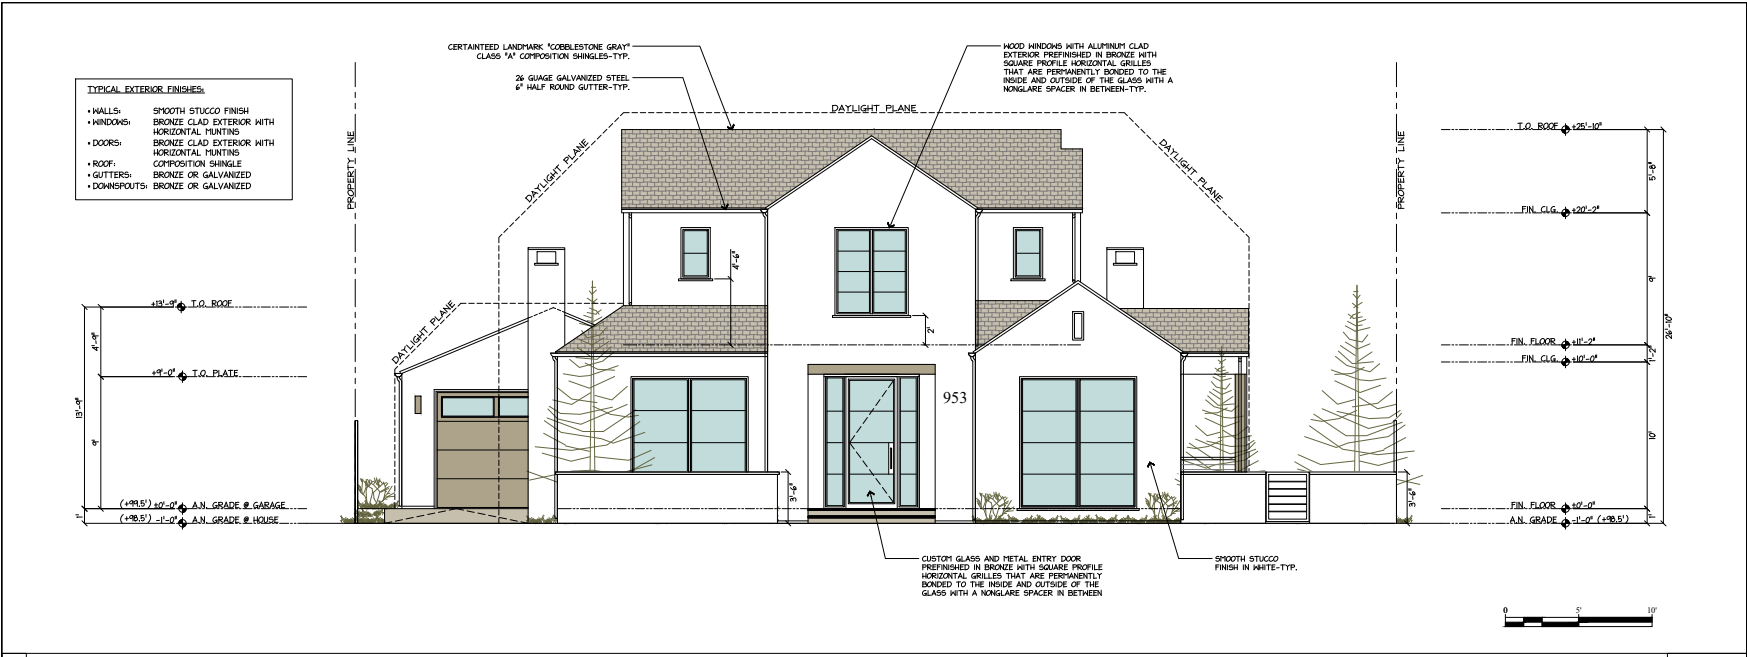 CERTAINTEED LANDMARK "COBBLESTONE GRAY"
CLASS "A" COMPOSITION SHINGLES-TYP.
26 GUAGE GALVANIZED STEEL
6" HALF ROUND GUTTER-TYP.
WOOD WINDOWS WITH ALUMINUM CLAD
EXTERIOR PREFINISHED IN BRONZE WITH
SQUARE PROFILE HORIZONTAL GRILLES
THAT ARE PERMANENTLY BONDED TO THE
INSIDE AND OUTSIDE OF THE GLASS WITH A
NONGLARE SPACER IN BETWEEN-TYP.
TYPICAL EXTERIOR FINISHES:
• WALLS: SMOOTH STUCCO FINISH
• WINDOWS: BRONZE CLAD EXTERIOR WITH
HORIZONTAL MUNTINS
• DOORS: BRONZE CLAD EXTERIOR WITH
HORIZONTAL MUNTINS
• ROOF: COMPOSITION SHINGLE
• GUTTERS: BRONZE OR GALVANIZED
• DOWNSPOUTS: BRONZE OR GALVANIZED
PROPERTY LINE
DAYLIGHT PLANE
DAYLIGHT PLANE
DAYLIGHT PLANE
DAYLIGHT PLANE
PROPERTY LINE
T.O. ROOF +25'-10"
5'-8"
FIN. CLG. +20'-2"
9'
26'-10"
FIN. FLOOR +11'-2"
1'-2"
FIN. CLG. +10'-0"
10'
FIN. FLOOR +0'-0"
A.N. GRADE -1'-0" (+98.5')
1'
+13'-9" T.O. ROOF
4'-9"
+9'-0" T.O. PLATE
13'-9"
9'
(+99.5') +0'-0" A.N. GRADE @ GARAGE
(+98.5') -1'-0" A.N. GRADE @ HOUSE
1'
4'-6"
2'
953
3'-6"
3'-6"
CUSTOM GLASS AND METAL ENTRY DOOR
PREFINISHED IN BRONZE WITH SQUARE PROFILE
HORIZONTAL GRILLES THAT ARE PERMANENTLY
BONDED TO THE INSIDE AND OUTSIDE OF THE
GLASS WITH A NONGLARE SPACER IN BETWEEN
SMOOTH STUCCO
FINISH IN WHITE-TYP.
0 5' 10'